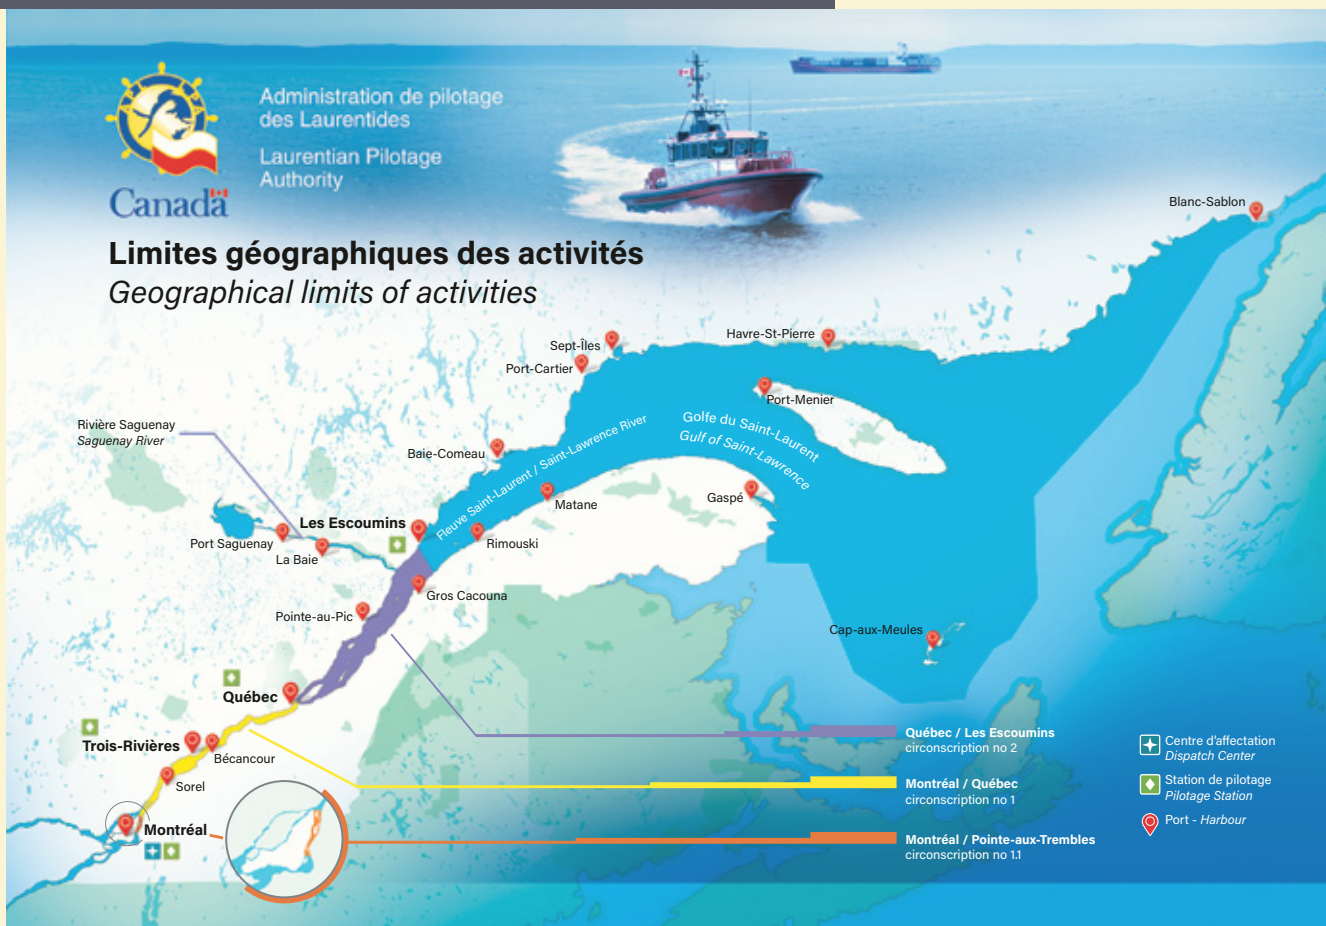 Administration de pilotage
des Laurentides
Laurentian Pilotage
Authority
Canada
Limites géographiques des activités
Geographical limits of activities
Blanc-Sablon
Sept-Îles
Havre-St-Pierre
Port-Cartier
Port-Menier
Rivière Saguenay
Saguenay River
Golfe du Saint-Laurent
Gulf of Saint-Lawrence
Fleuve Saint-Laurent / Saint-Lawrence River
Baie-Comeau
Gaspé
Matane
Les Escoumins
Port Saguenay
Rimouski
La Baie
Gros Cacouna
Pointe-au-Pic
Cap-aux-Meules
Québec
Trois-Rivières
Bécancour
Sorel
Montréal
Québec / Les Escoumins
circonscription no 2
Montréal / Québec
circonscription no 1
Montréal / Pointe-aux-Trembles
circonscription no 1.1
Centre d'affectation
Dispatch Center
Station de pilotage
Pilotage Station
Port - Harbour